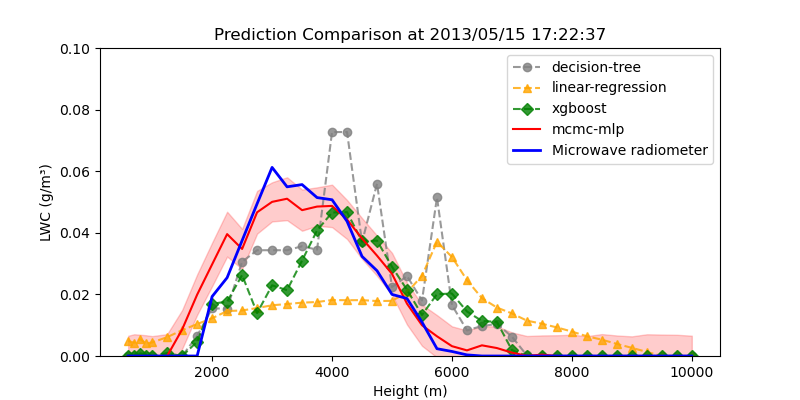 Prediction Comparison at 2013/05/15 17:22:37
LWC (g/m³)
0.10
0.08
0.06
0.04
0.02
0.00
decision-tree
linear-regression
xgboost
mcmc-mlp
Microwave radiometer
2000 4000 6000 8000 10000
Height (m)